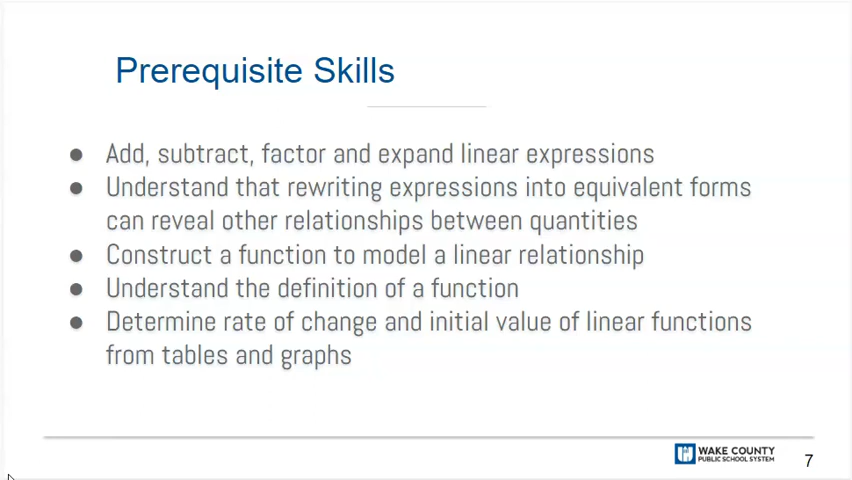 Prerequisite Skills
● Add, subtract, factor and expand linear expressions
● Understand that rewriting expressions into equivalent forms
can reveal other relationships between quantities
● Construct a function to model a linear relationship
● Understand the definition of a function
● Determine rate of change and initial value of linear functions
from tables and graphs
WAKE COUNTY
PUBLIC SCHOOL SYSTEM
7